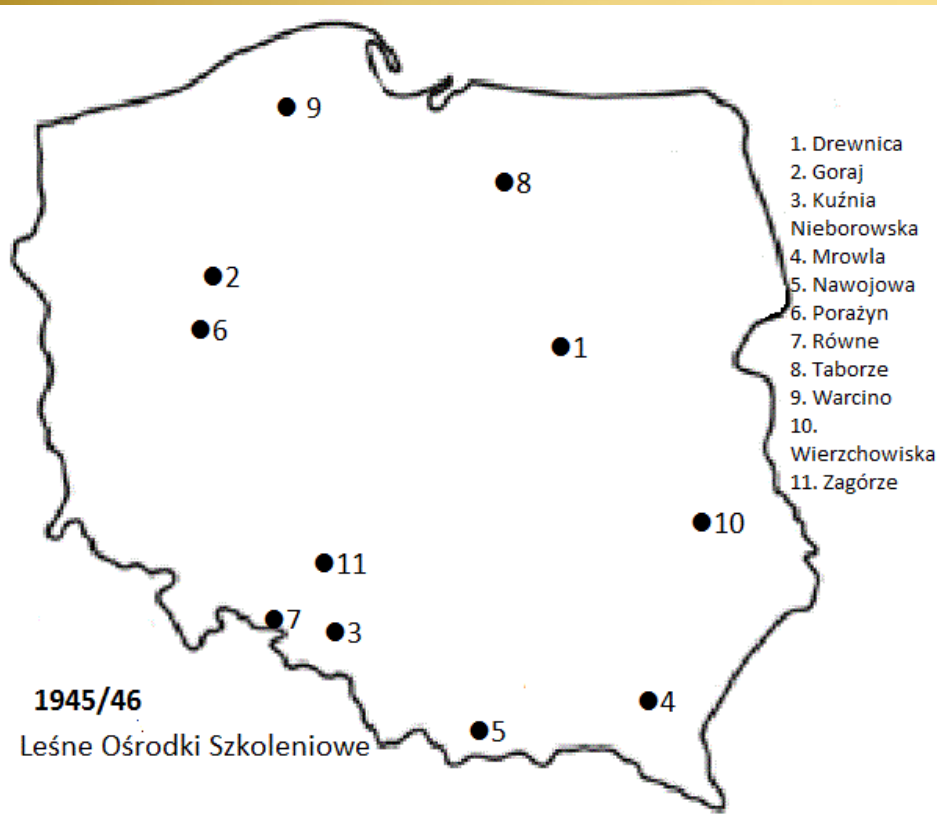 9
8
2
6
1
10
11
7
3
4
5
1. Drewnica
2. Goraj
3. Kuźnia
Nieborowska
4. Mrowla
5. Nawojowa
6. Porażyn
7. Równe
8. Taborze
9. Warcino
10.
Wierzchowiska
11. Zagórze
1945/46
Leśne Ośrodki Szkoleniowe